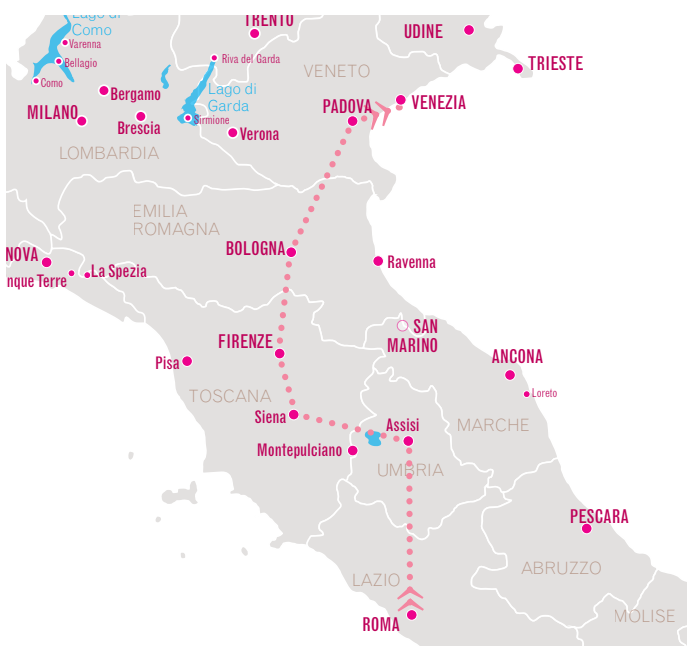 Lago di
Como
TRENTO
UDINE
Varenna
Bellagio
Riva del Garda
VENETO
TRIESTE
Como
Bergamo
Lago di
Garda
PADOVA
VENEZIA
MILANO
Brescia
Sirmione
Verona
LOMBARDIA
EMILIA
ROMAGNA
BOLOGNA
NOVA
Ravenna
nque Terre
La Spezia
SAN
MARINO
FIRENZE
Pisa
ANCONA
TOSCANA
Loreto
Siena
Assisi
MARCHE
Montepulciano
UMBRIA
PESCARA
LAZIO
ABRUZZO
ROMA
MOLISE